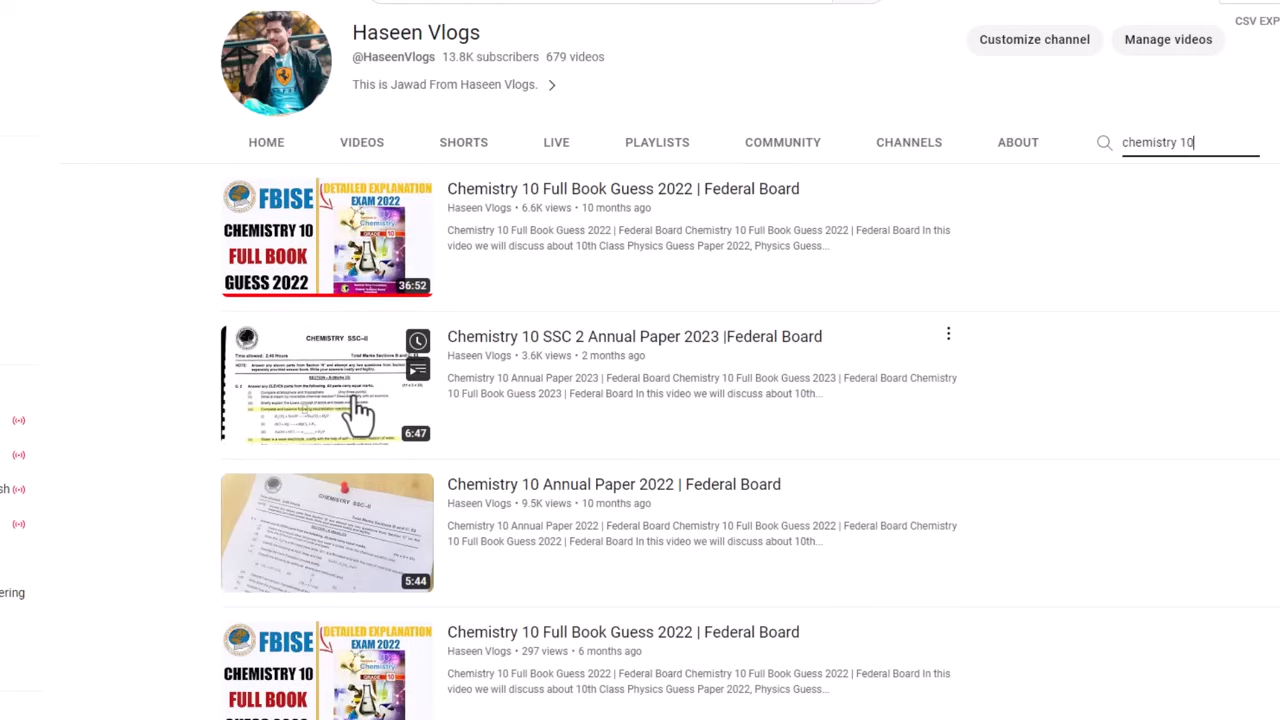 CSV EXP
Haseen Vlogs
@HaseenVlogs 13.8K subscribers 679 videos
This is Jawad From Haseen Vlogs.
Customize channel
Manage videos
HOME VIDEOS SHORTS LIVE PLAYLISTS COMMUNITY CHANNELS ABOUT
chemistry 10
FBISE
CHEMISTRY 10
FULL BOOK
GUESS 2022
DETAILED EXPLANATION
EXAM 2022
Chemistry
GRADE 10
36:52
Chemistry 10 Full Book Guess 2022 | Federal Board
Haseen Vlogs • 6.6K views • 10 months ago
Chemistry 10 Full Book Guess 2022 | Federal Board Chemistry 10 Full Book Guess 2022 | Federal Board In this
video we will discuss about 10th Class Physics Guess Paper 2022, Physics Guess...
CHEMISTRY SSC-II
6:47
Chemistry 10 SSC 2 Annual Paper 2023 |Federal Board
Haseen Vlogs • 3.6K views • 2 months ago
Chemistry 10 Annual Paper 2023 | Federal Board Chemistry 10 Full Book Guess 2023 | Federal Board Chemistry
10 Full Book Guess 2023 | Federal Board In this video we will discuss about 10th...
sh
CHEMISTRY SSC-II
5:44
Chemistry 10 Annual Paper 2022 | Federal Board
Haseen Vlogs • 9.5K views • 10 months ago
Chemistry 10 Annual Paper 2022 | Federal Board Chemistry 10 Full Book Guess 2022 | Federal Board Chemistry
10 Full Book Guess 2022 | Federal Board In this video we will discuss about 10th...
ering
FBISE
CHEMISTRY 10
FULL BOOK
DETAILED EXPLANATION
EXAM 2022
Chemistry
GRADE 10
Chemistry 10 Full Book Guess 2022 | Federal Board
Haseen Vlogs • 297 views • 6 months ago
Chemistry 10 Full Book Guess 2022 | Federal Board Chemistry 10 Full Book Guess 2022 | Federal Board In this
video we will discuss about 10th Class Physics Guess Paper 2022, Physics Guess...